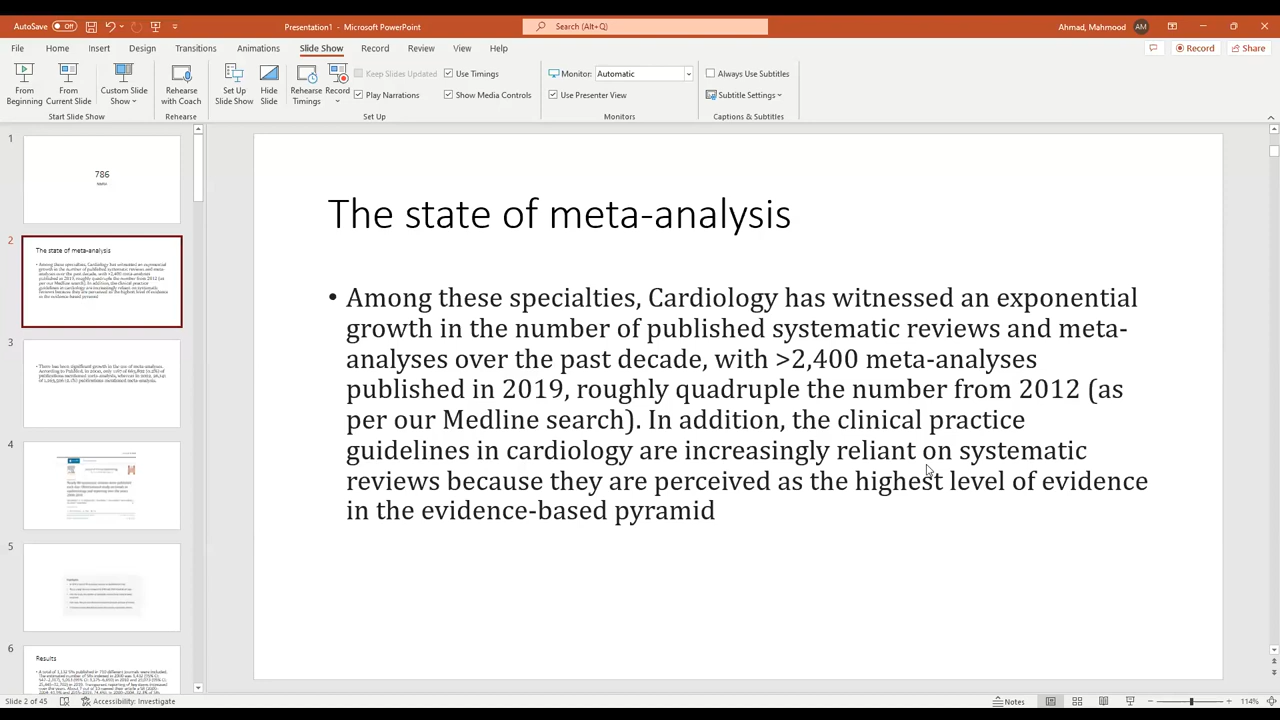 AutoSave Off
Presentation1 - Microsoft PowerPoint
Search (Alt+Q)
Ahmad, Mahmood AM
File Home Insert Design Transitions Animations Slide Show Record Review View Help
Record Share
From Beginning
From Current Slide
Custom Slide Show
Start Slide Show
Rehearse with Coach
Rehearse
Set Up Slide Show
Hide Slide
Rehearse Timings
Record
Keep Slides Updated
Play Narrations
Use Timings
Show Media Controls
Set Up
Monitor: Automatic
Use Presenter View
Monitors
Always Use Subtitles
Subtitle Settings
Captions & Subtitles
1
786
2
The state of meta-analysis
3
4
5
6
Results
The state of meta-analysis
• Among these specialties, Cardiology has witnessed an exponential
growth in the number of published systematic reviews and meta-
analyses over the past decade, with >2,400 meta-analyses
published in 2019, roughly quadruple the number from 2012 (as
per our Medline search). In addition, the clinical practice
guidelines in cardiology are increasingly reliant on systematic
reviews because they are perceived as the highest level of evidence
in the evidence-based pyramid
Slide 2 of 45
Accessibility: Investigate
Notes
114%